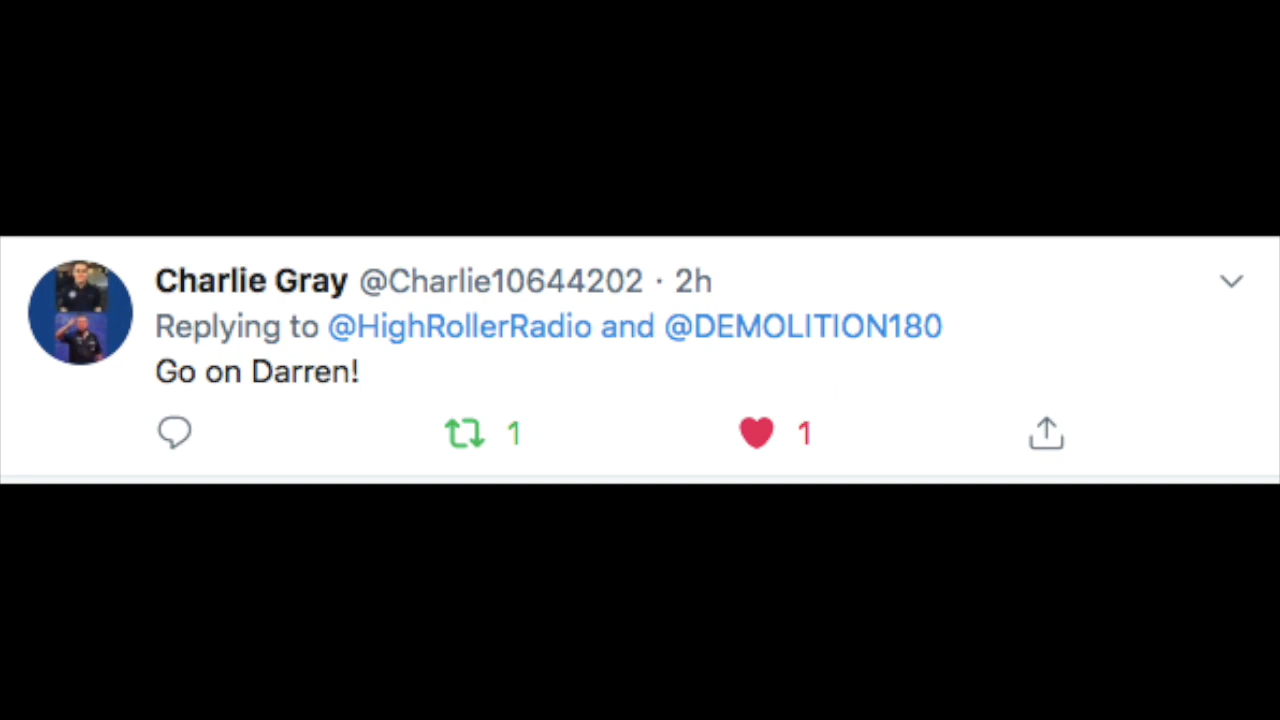 Charlie Gray @Charlie10644202 · 2h
Replying to @HighRollerRadio and @DEMOLITION180
Go on Darren!
1 1